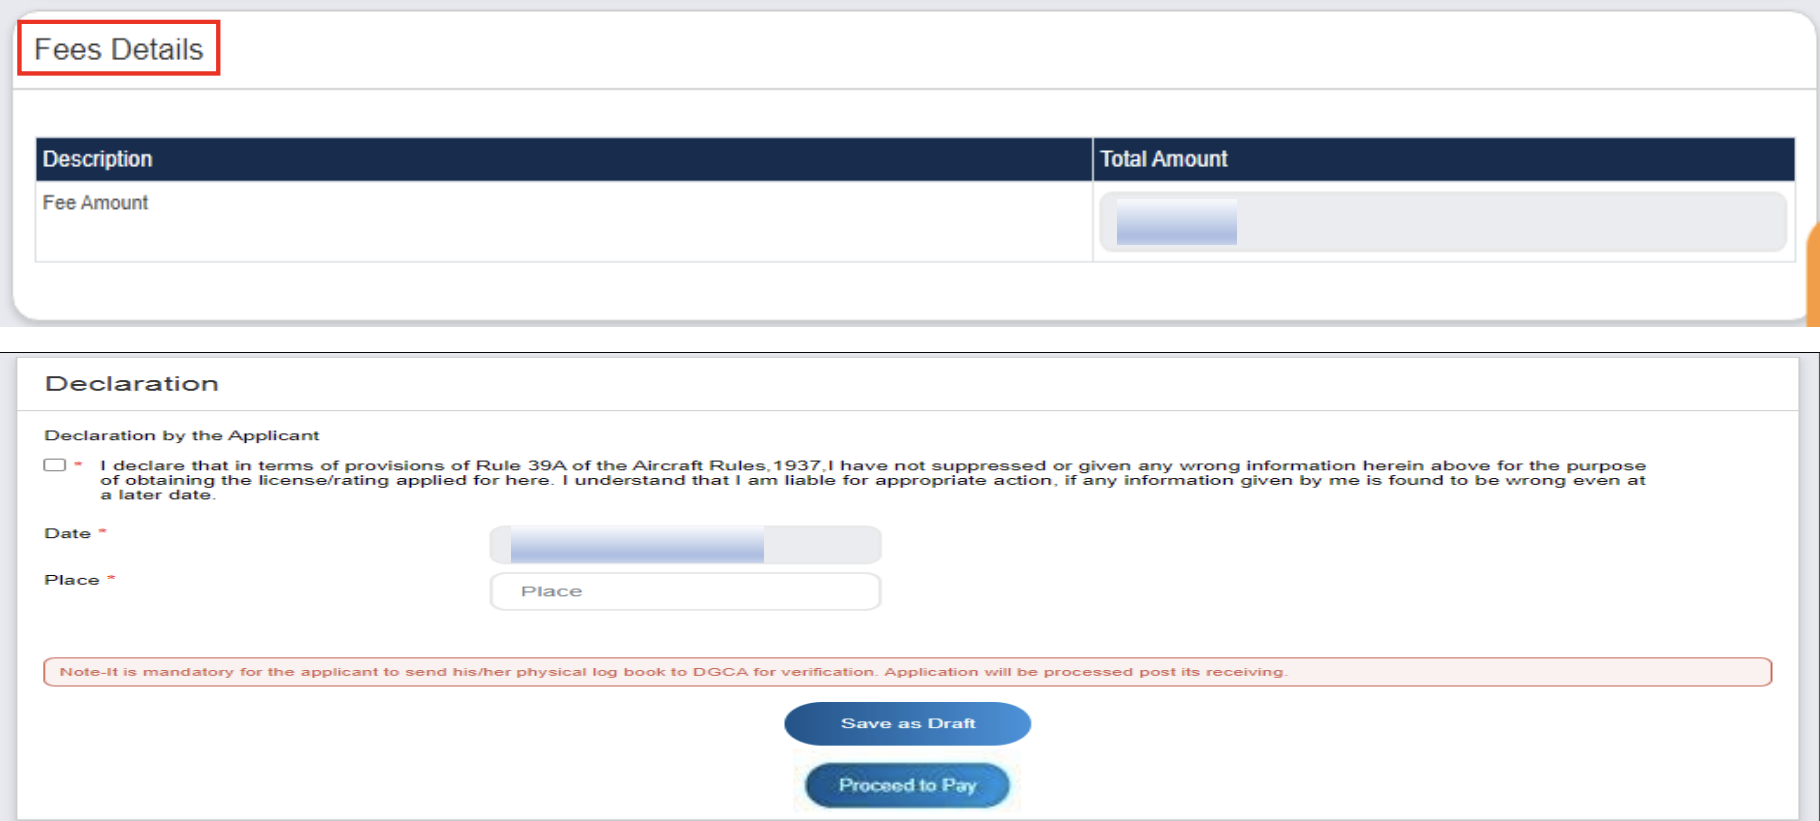 Fees Details
Description Total Amount
Fee Amount
Declaration
Declaration by the Applicant
* I declare that in terms of provisions of Rule 39A of the Aircraft Rules,1937,I have not suppressed or given any wrong information herein above for the purpose
of obtaining the license/rating applied for here. I understand that I am liable for appropriate action, if any information given by me is found to be wrong even at
a later date.
Date *
Place *
Place
Note-It is mandatory for the applicant to send his/her physical log book to DGCA for verification. Application will be processed post its receiving.
Save as Draft
Proceed to Pay